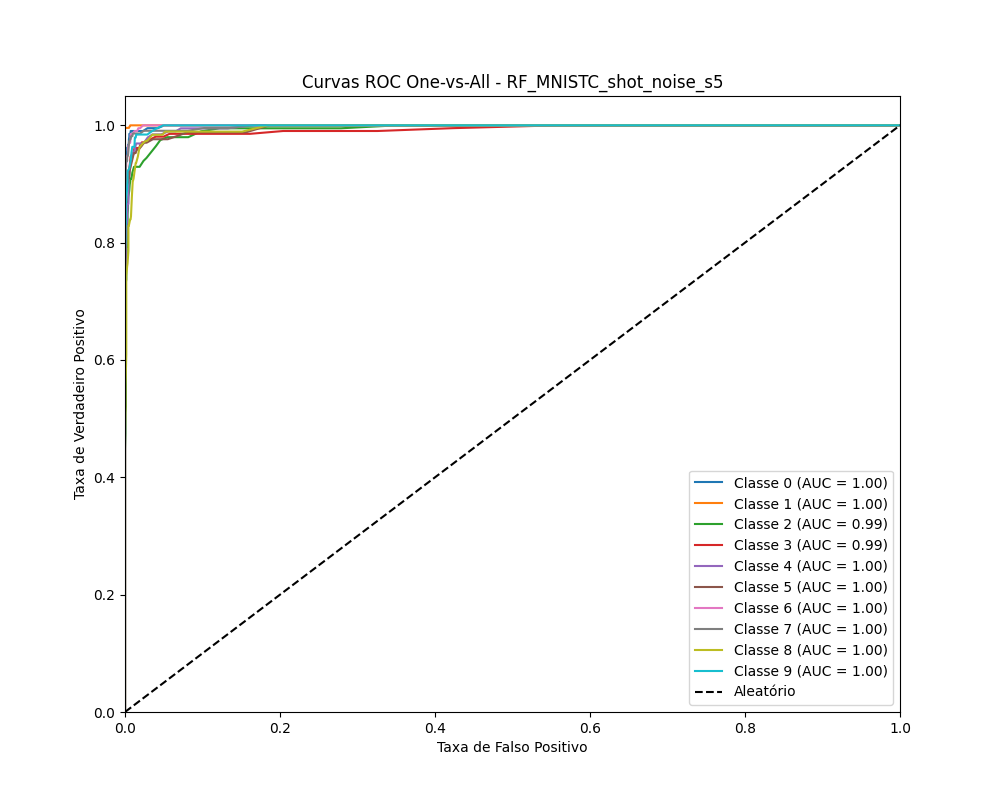 Curvas ROC One-vs-All - RF_MNISTC_shot_noise_s5
Taxa de Verdadeiro Positivo
1.0
0.8
0.6
0.4
0.2
0.0
0.0 0.2 0.4 0.6 0.8 1.0
Taxa de Falso Positivo
Classe 0 (AUC = 1.00)
Classe 1 (AUC = 1.00)
Classe 2 (AUC = 0.99)
Classe 3 (AUC = 0.99)
Classe 4 (AUC = 1.00)
Classe 5 (AUC = 1.00)
Classe 6 (AUC = 1.00)
Classe 7 (AUC = 1.00)
Classe 8 (AUC = 1.00)
Classe 9 (AUC = 1.00)
Aleatório